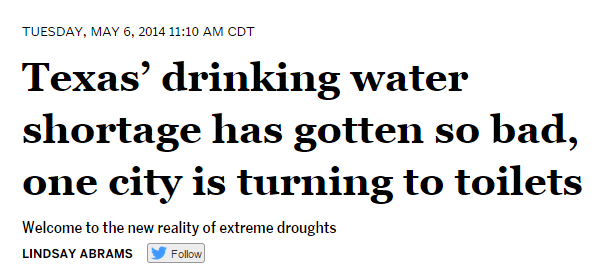 TUESDAY, MAY 6, 2014 11:10 AM CDT
Texas’ drinking water
shortage has gotten so bad,
one city is turning to toilets
Welcome to the new reality of extreme droughts
LINDSAY ABRAMS Follow